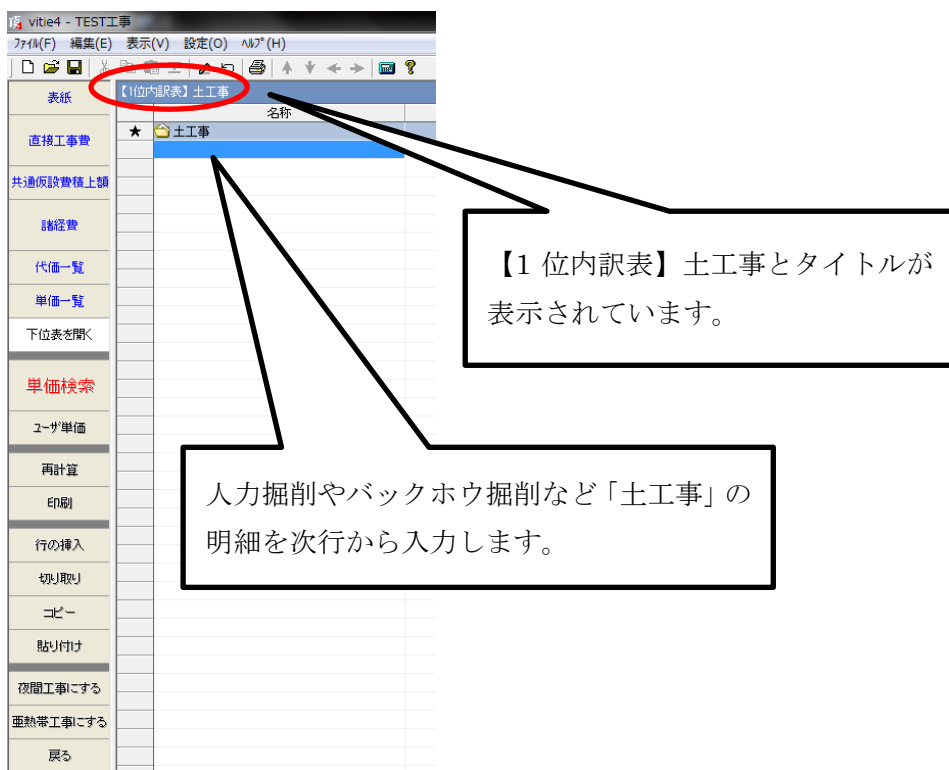 vitie4 - TEST工事
ﾌｧｲﾙ(F) 編集(E) 表示(V) 設定(O) ﾍﾙﾌﾟ(H)
表紙
直接工事費
共通仮設費積上額
諸経費
代価一覧
単価一覧
下位表を開く
単価検索
ﾕｰｻﾞ単価
再計算
印刷
行の挿入
切り取り
コピー
貼り付け
夜間工事にする
亜熱帯工事にする
戻る
【1位内訳表】土工事
名称
★ 土工事
【1 位内訳表】土工事とタイトルが
表示されています。
人力掘削やバックホウ掘削など「土工事」の
明細を次行から入力します。